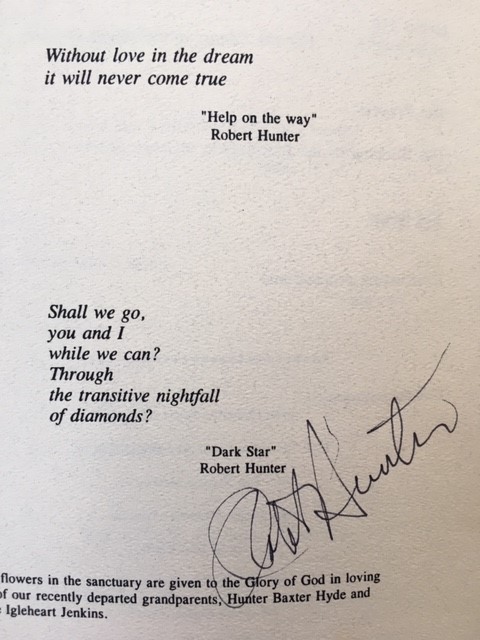 Without love in the dream
it will never come true
"Help on the way"
Robert Hunter
Shall we go,
you and I
while we can?
Through
the transitive nightfall
of diamonds?
"Dark Star"
Robert Hunter
Robt Hunter
flowers in the sanctuary are given to the Glory of God in loving
of our recently departed grandparents, Hunter Baxter Hyde and
Igleheart Jenkins.